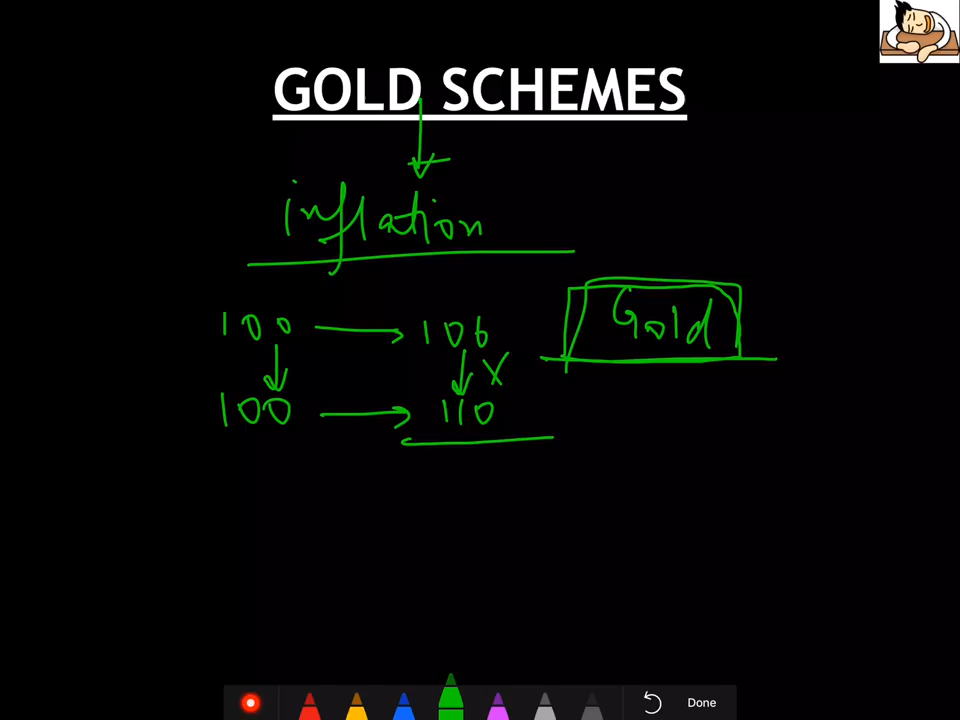 GOLD SCHEMES
inflation
100 → 106
Gold
X
100 → 110
Done